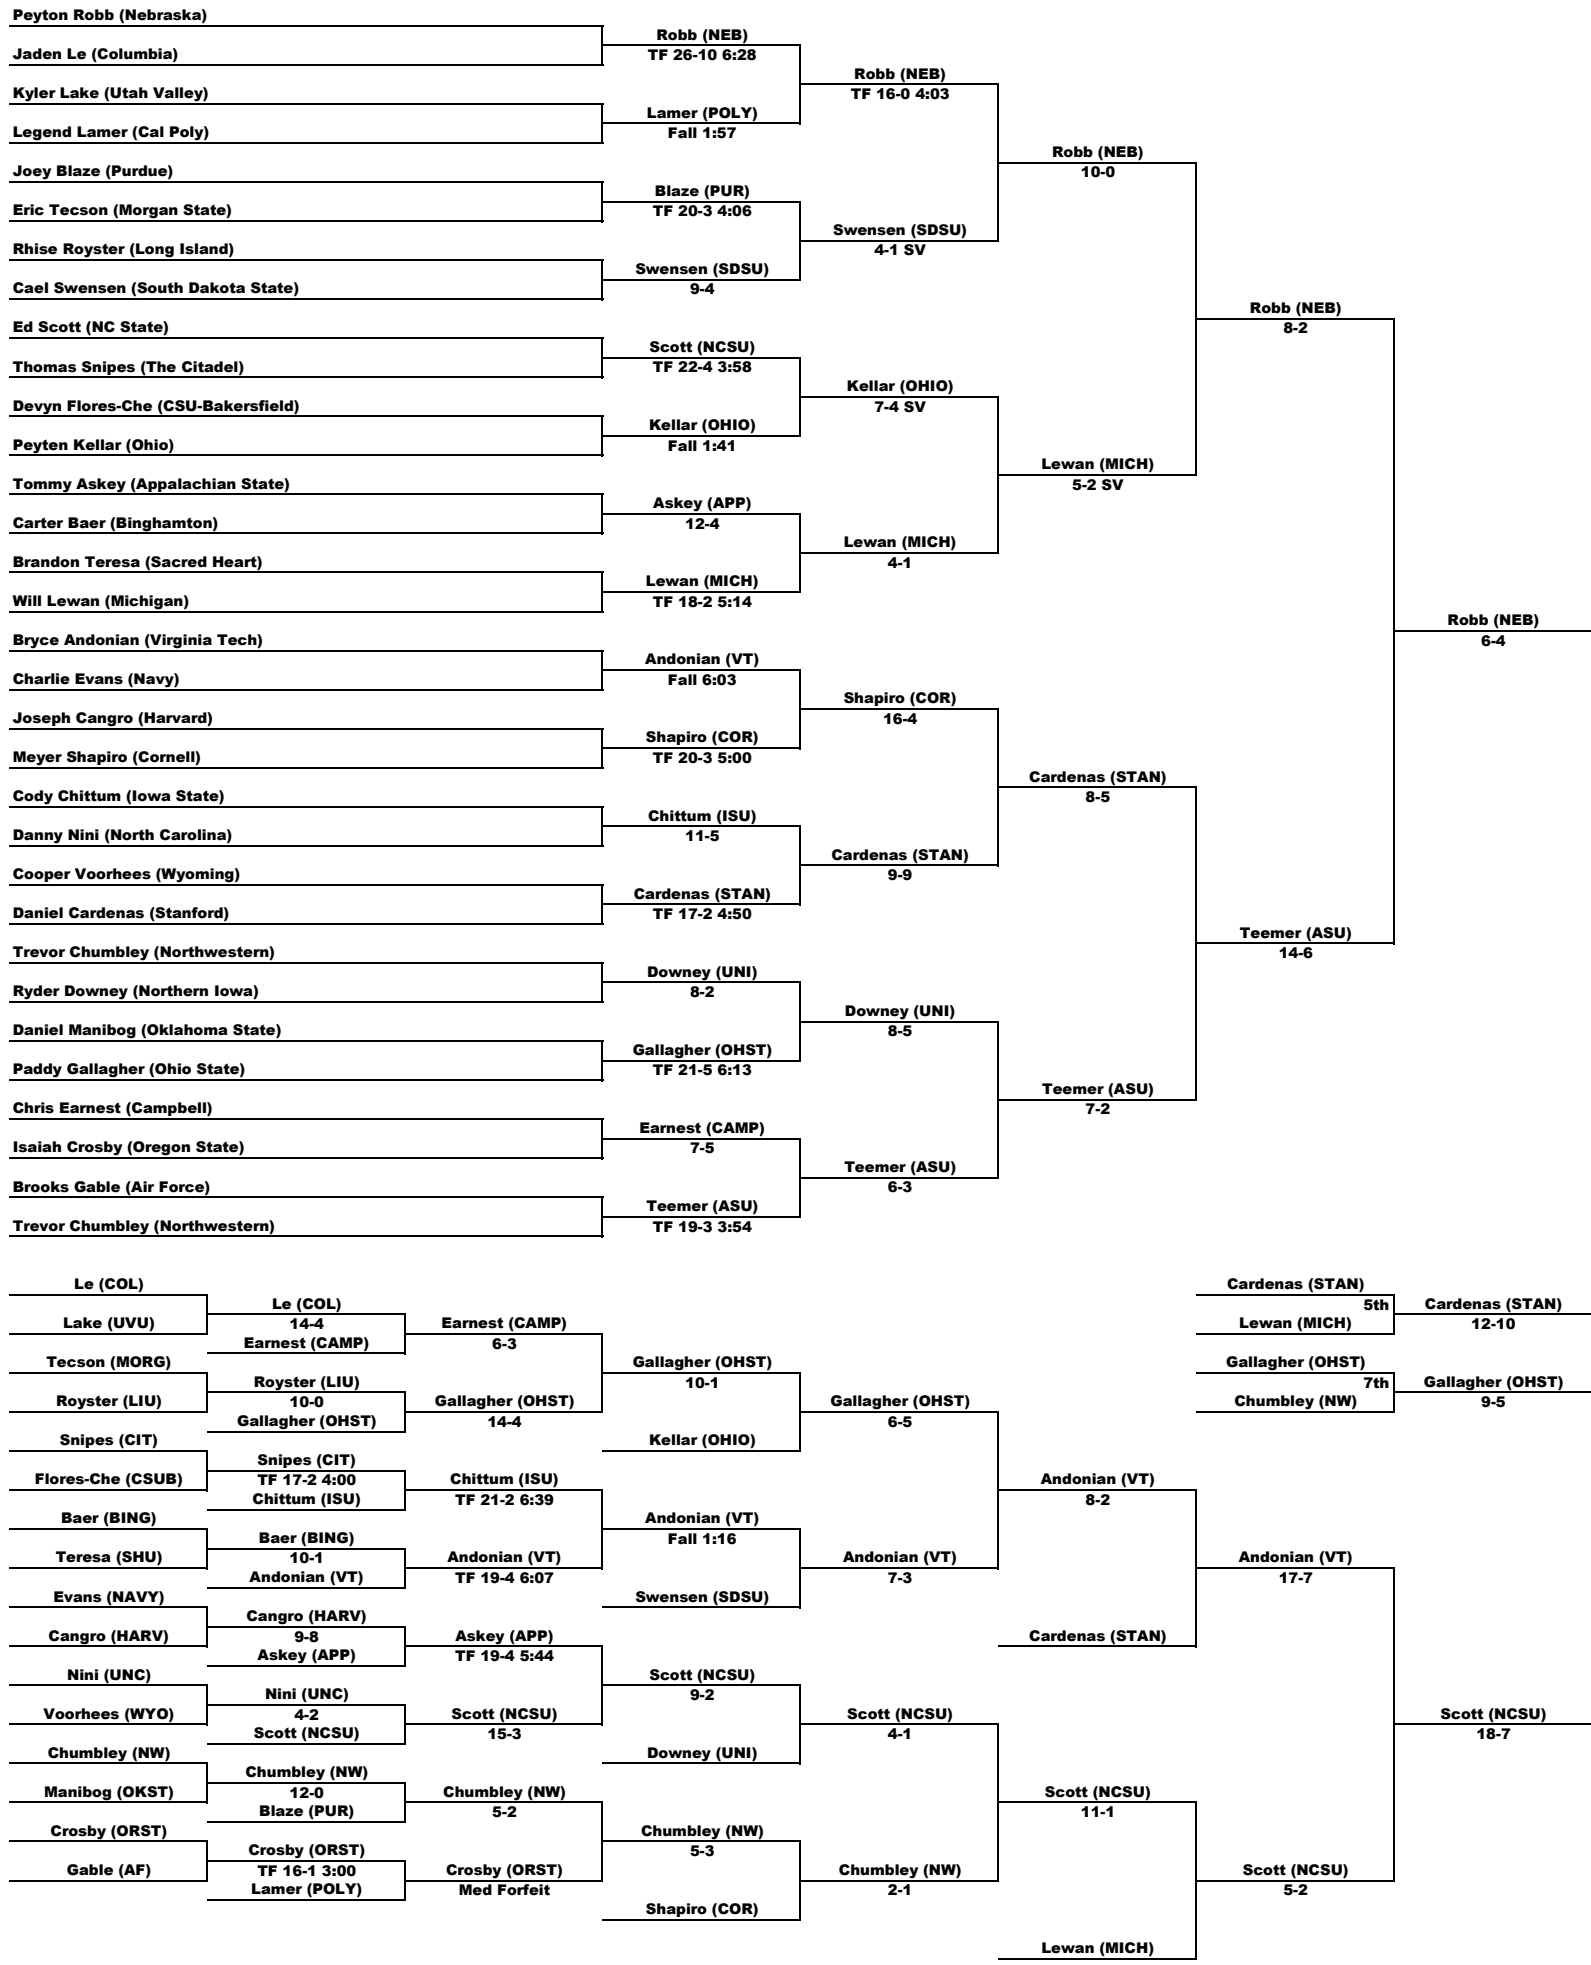 Peyton Robb (Nebraska)
Jaden Le (Columbia)
Kyler Lake (Utah Valley)
Legend Lamer (Cal Poly)
Joey Blaze (Purdue)
Eric Tecson (Morgan State)
Rhise Royster (Long Island)
Cael Swensen (South Dakota State)
Ed Scott (NC State)
Thomas Snipes (The Citadel)
Devyn Flores-Che (CSU-Bakersfield)
Peyten Kellar (Ohio)
Tommy Askey (Appalachian State)
Carter Baer (Binghamton)
Brandon Teresa (Sacred Heart)
Will Lewan (Michigan)
Bryce Andonian (Virginia Tech)
Charlie Evans (Navy)
Joseph Cangro (Harvard)
Meyer Shapiro (Cornell)
Cody Chittum (Iowa State)
Danny Nini (North Carolina)
Cooper Voorhees (Wyoming)
Daniel Cardenas (Stanford)
Trevor Chumbley (Northwestern)
Ryder Downey (Northern Iowa)
Daniel Manibog (Oklahoma State)
Paddy Gallagher (Ohio State)
Chris Earnest (Campbell)
Isaiah Crosby (Oregon State)
Brooks Gable (Air Force)
Trevor Chumbley (Northwestern)
Robb (NEB)
TF 26-10 6:28
Lamer (POLY)
Fall 1:57
Blaze (PUR)
TF 20-3 4:06
Swensen (SDSU)
9-4
Scott (NCSU)
TF 22-4 3:58
Kellar (OHIO)
Fall 1:41
Askey (APP)
12-4
Lewan (MICH)
TF 18-2 5:14
Andonian (VT)
Fall 6:03
Shapiro (COR)
TF 20-3 5:00
Chittum (ISU)
11-5
Cardenas (STAN)
TF 17-2 4:50
Downey (UNI)
8-2
Gallagher (OHST)
TF 21-5 6:13
Earnest (CAMP)
7-5
Teemer (ASU)
TF 19-3 3:54
Robb (NEB)
TF 16-0 4:03
Swensen (SDSU)
4-1 SV
Kellar (OHIO)
7-4 SV
Lewan (MICH)
4-1
Shapiro (COR)
16-4
Cardenas (STAN)
9-9
Downey (UNI)
8-5
Teemer (ASU)
6-3
Robb (NEB)
10-0
Lewan (MICH)
5-2 SV
Cardenas (STAN)
8-5
Teemer (ASU)
7-2
Robb (NEB)
8-2
Teemer (ASU)
14-6
Robb (NEB)
6-4
Le (COL)
Lake (UVU)
Tecson (MORG)
Royster (LIU)
Snipes (CIT)
Flores-Che (CSUB)
Baer (BING)
Teresa (SHU)
Evans (NAVY)
Cangro (HARV)
Nini (UNC)
Voorhees (WYO)
Chumbley (NW)
Manibog (OKST)
Crosby (ORST)
Gable (AF)
Le (COL)
14-4
Earnest (CAMP)
Royster (LIU)
10-0
Gallagher (OHST)
Snipes (CIT)
TF 17-2 4:00
Chittum (ISU)
Baer (BING)
10-1
Andonian (VT)
Cangro (HARV)
9-8
Askey (APP)
Nini (UNC)
4-2
Scott (NCSU)
Chumbley (NW)
12-0
Blaze (PUR)
Crosby (ORST)
TF 16-1 3:00
Lamer (POLY)
Earnest (CAMP)
6-3
Gallagher (OHST)
14-4
Chittum (ISU)
TF 21-2 6:39
Andonian (VT)
TF 19-4 6:07
Askey (APP)
TF 19-4 5:44
Scott (NCSU)
15-3
Chumbley (NW)
5-2
Crosby (ORST)
Med Forfeit
Gallagher (OHST)
10-1
Kellar (OHIO)
Andonian (VT)
Fall 1:16
Swensen (SDSU)
Scott (NCSU)
9-2
Downey (UNI)
Chumbley (NW)
5-3
Shapiro (COR)
Gallagher (OHST)
6-5
Andonian (VT)
7-3
Scott (NCSU)
4-1
Chumbley (NW)
2-1
Andonian (VT)
8-2
Cardenas (STAN)
Scott (NCSU)
11-1
Lewan (MICH)
Andonian (VT)
17-7
Scott (NCSU)
5-2
Scott (NCSU)
18-7
Cardenas (STAN)
5th
Lewan (MICH)
Cardenas (STAN)
12-10
Gallagher (OHST)
7th
Chumbley (NW)
Gallagher (OHST)
9-5